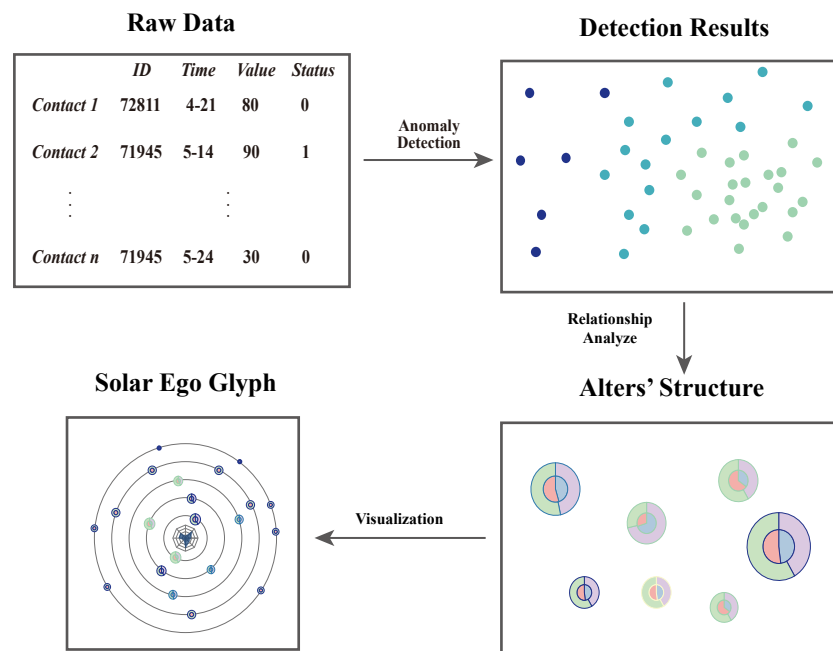 Raw Data
ID Time Value Status
Contact 1 72811 4-21 80 0
Contact 2 71945 5-14 90 1
Contact n 71945 5-24 30 0
Anomaly
Detection
Detection Results
Relationship
Analyze
Alters’ Structure
Visualization
Solar Ego Glyph